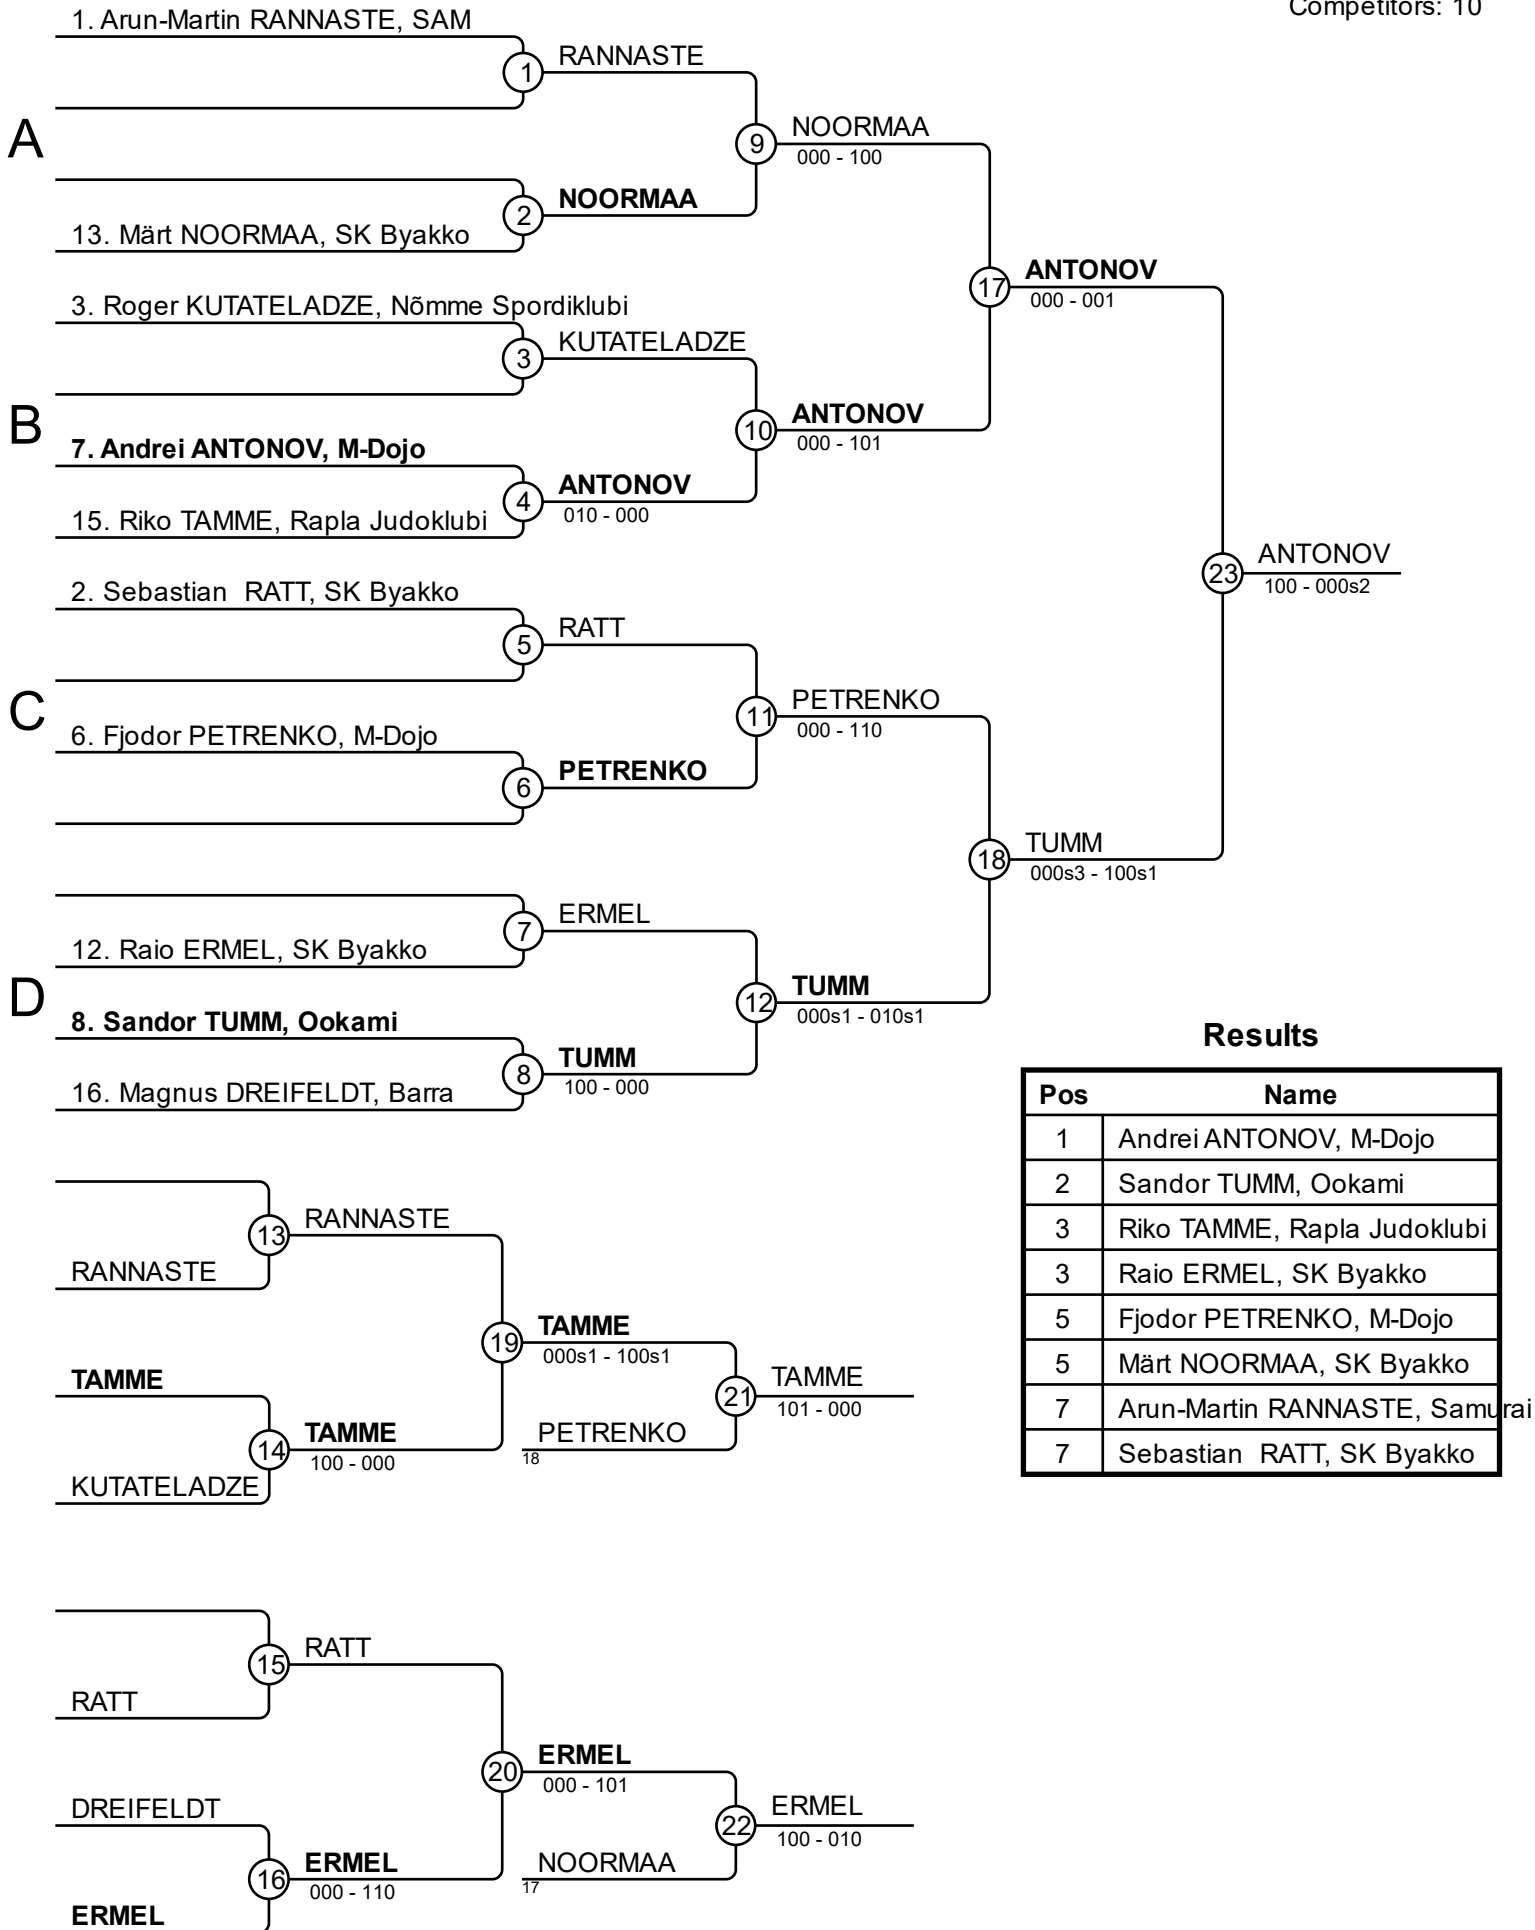 Competitors: 10
1. Arun-Martin RANNASTE, SAM
1
RANNASTE
A
9
NOORMAA
000 - 100
2
NOORMAA
13. Märt NOORMAA, SK Byakko
17
ANTONOV
000 - 001
3. Roger KUTATELADZE, Nõmme Spordiklubi
3
KUTATELADZE
B
10
ANTONOV
000 - 101
7. Andrei ANTONOV, M-Dojo
4
ANTONOV
010 - 000
15. Riko TAMME, Rapla Judoklubi
23
ANTONOV
100 - 000s2
2. Sebastian  RATT, SK Byakko
5
RATT
C
11
PETRENKO
000 - 110
6. Fjodor PETRENKO, M-Dojo
6
PETRENKO
18
TUMM
000s3 - 100s1
7
ERMEL
12. Raio ERMEL, SK Byakko
D
12
TUMM
000s1 - 010s1
8. Sandor TUMM, Ookami
8
TUMM
100 - 000
16. Magnus DREIFELDT, Barra
Results
Pos Name
1 Andrei ANTONOV, M-Dojo
2 Sandor TUMM, Ookami
3 Riko TAMME, Rapla Judoklubi
3 Raio ERMEL, SK Byakko
5 Fjodor PETRENKO, M-Dojo
5 Märt NOORMAA, SK Byakko
7 Arun-Martin RANNASTE, Samurai
7 Sebastian  RATT, SK Byakko
13
RANNASTE
RANNASTE
19
TAMME
000s1 - 100s1
TAMME
21
TAMME
101 - 000
14
TAMME
100 - 000
PETRENKO
18
KUTATELADZE
15
RATT
RATT
20
ERMEL
000 - 101
DREIFELDT
22
ERMEL
100 - 010
16
ERMEL
000 - 110
NOORMAA
17
ERMEL